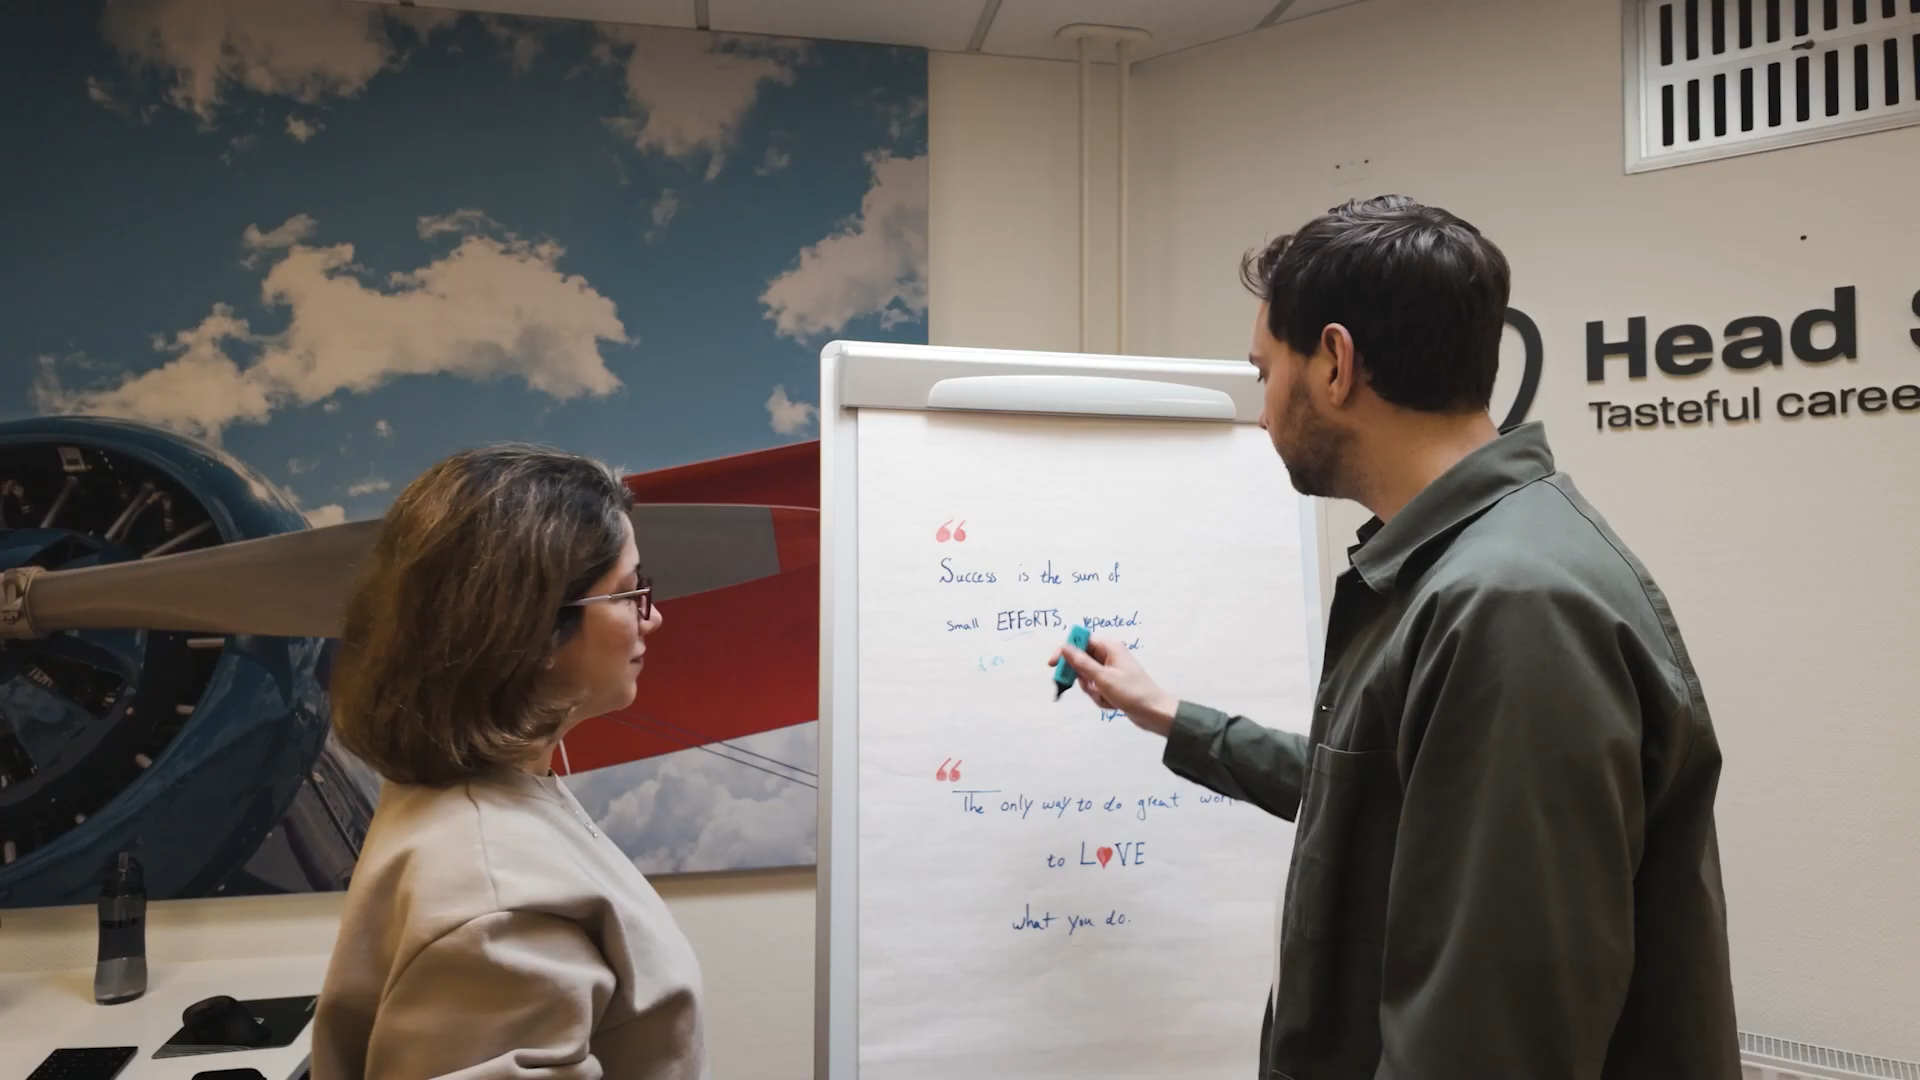 Head S
Tasteful caree
“
Success is the sum of
small EFFORTS, repeated.
d.
“
The only way to do great wor
to LOVE
what you do.